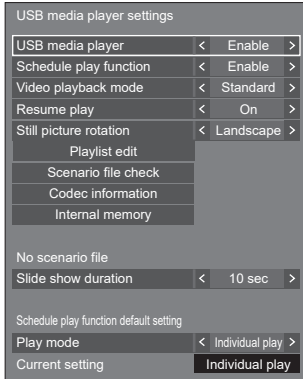 USB media player settings
USB media player < Enable >
Schedule play function < Enable >
Video playback mode < Standard >
Resume play < On >
Still picture rotation < Landscape >
Playlist edit
Scenario file check
Codec information
Internal memory
No scenario file
Slide show duration < 10 sec >
Schedule play function default setting
Play mode < Individual play >
Current setting Individual play